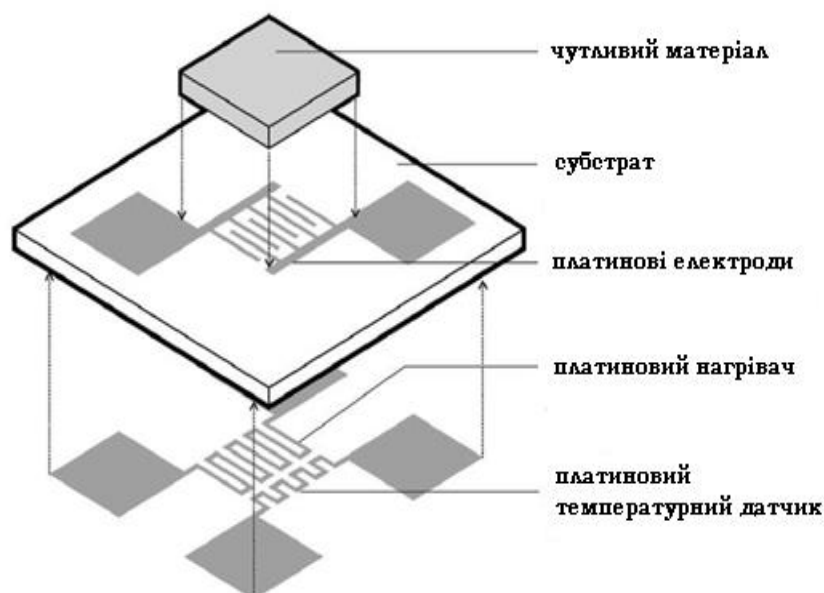 чутливий матеріал
субстрат
платинові електроди
платиновий нагрівач
платиновий
температурний датчик